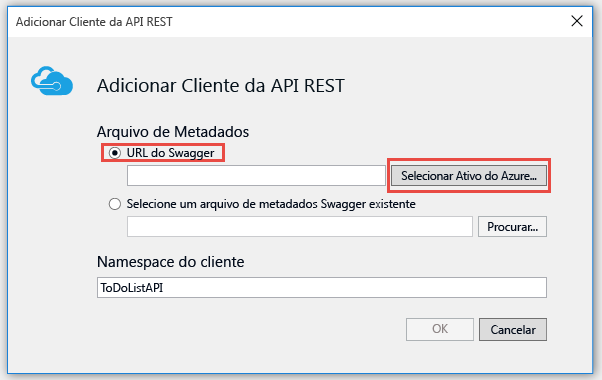 Adicionar Cliente da API REST
Adicionar Cliente da API REST
Arquivo de Metadados
URL do Swagger
Selecionar Ativo do Azure...
Selecione um arquivo de metadados Swagger existente
Procurar...
Namespace do cliente
ToDoListAPI
OK Cancelar